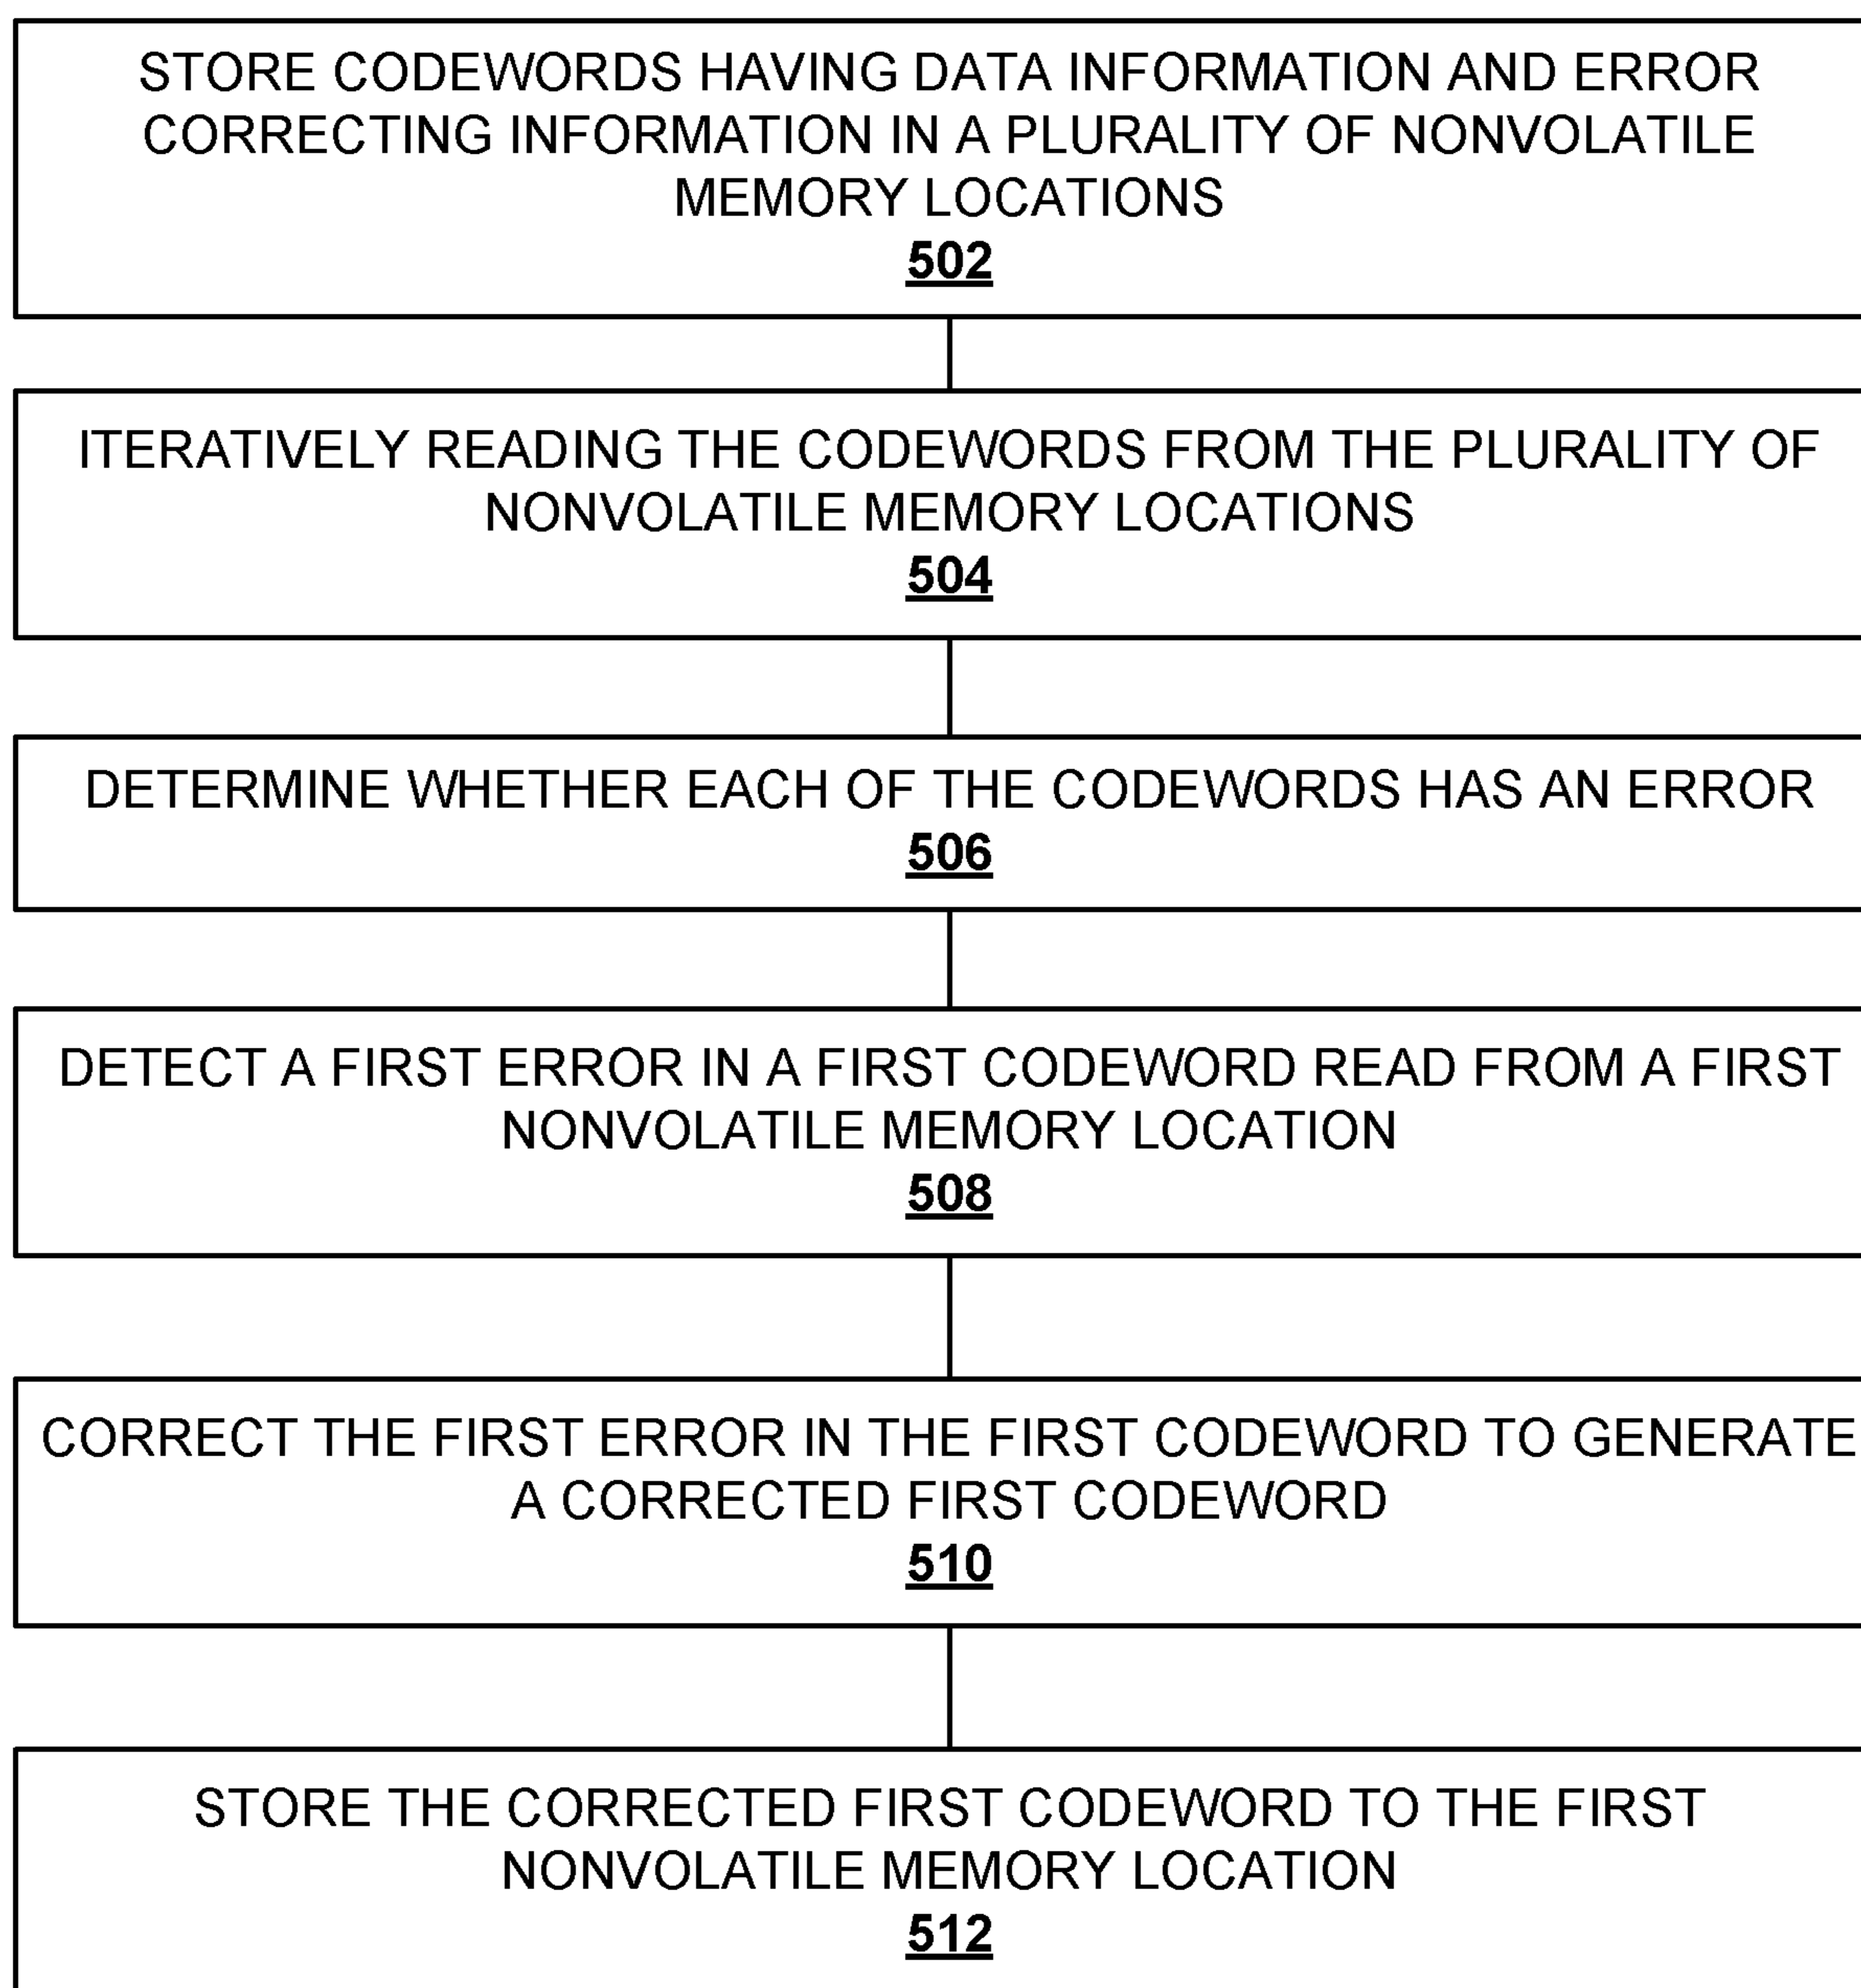 STORE CODEWORDS HAVING DATA INFORMATION AND ERROR
CORRECTING INFORMATION IN A PLURALITY OF NONVOLATILE
MEMORY LOCATIONS
502
ITERATIVELY READING THE CODEWORDS FROM THE PLURALITY OF
NONVOLATILE MEMORY LOCATIONS
504
DETERMINE WHETHER EACH OF THE CODEWORDS HAS AN ERROR
506
DETECT A FIRST ERROR IN A FIRST CODEWORD READ FROM A FIRST
NONVOLATILE MEMORY LOCATION
508
CORRECT THE FIRST ERROR IN THE FIRST CODEWORD TO GENERATE
A CORRECTED FIRST CODEWORD
510
STORE THE CORRECTED FIRST CODEWORD TO THE FIRST
NONVOLATILE MEMORY LOCATION
512